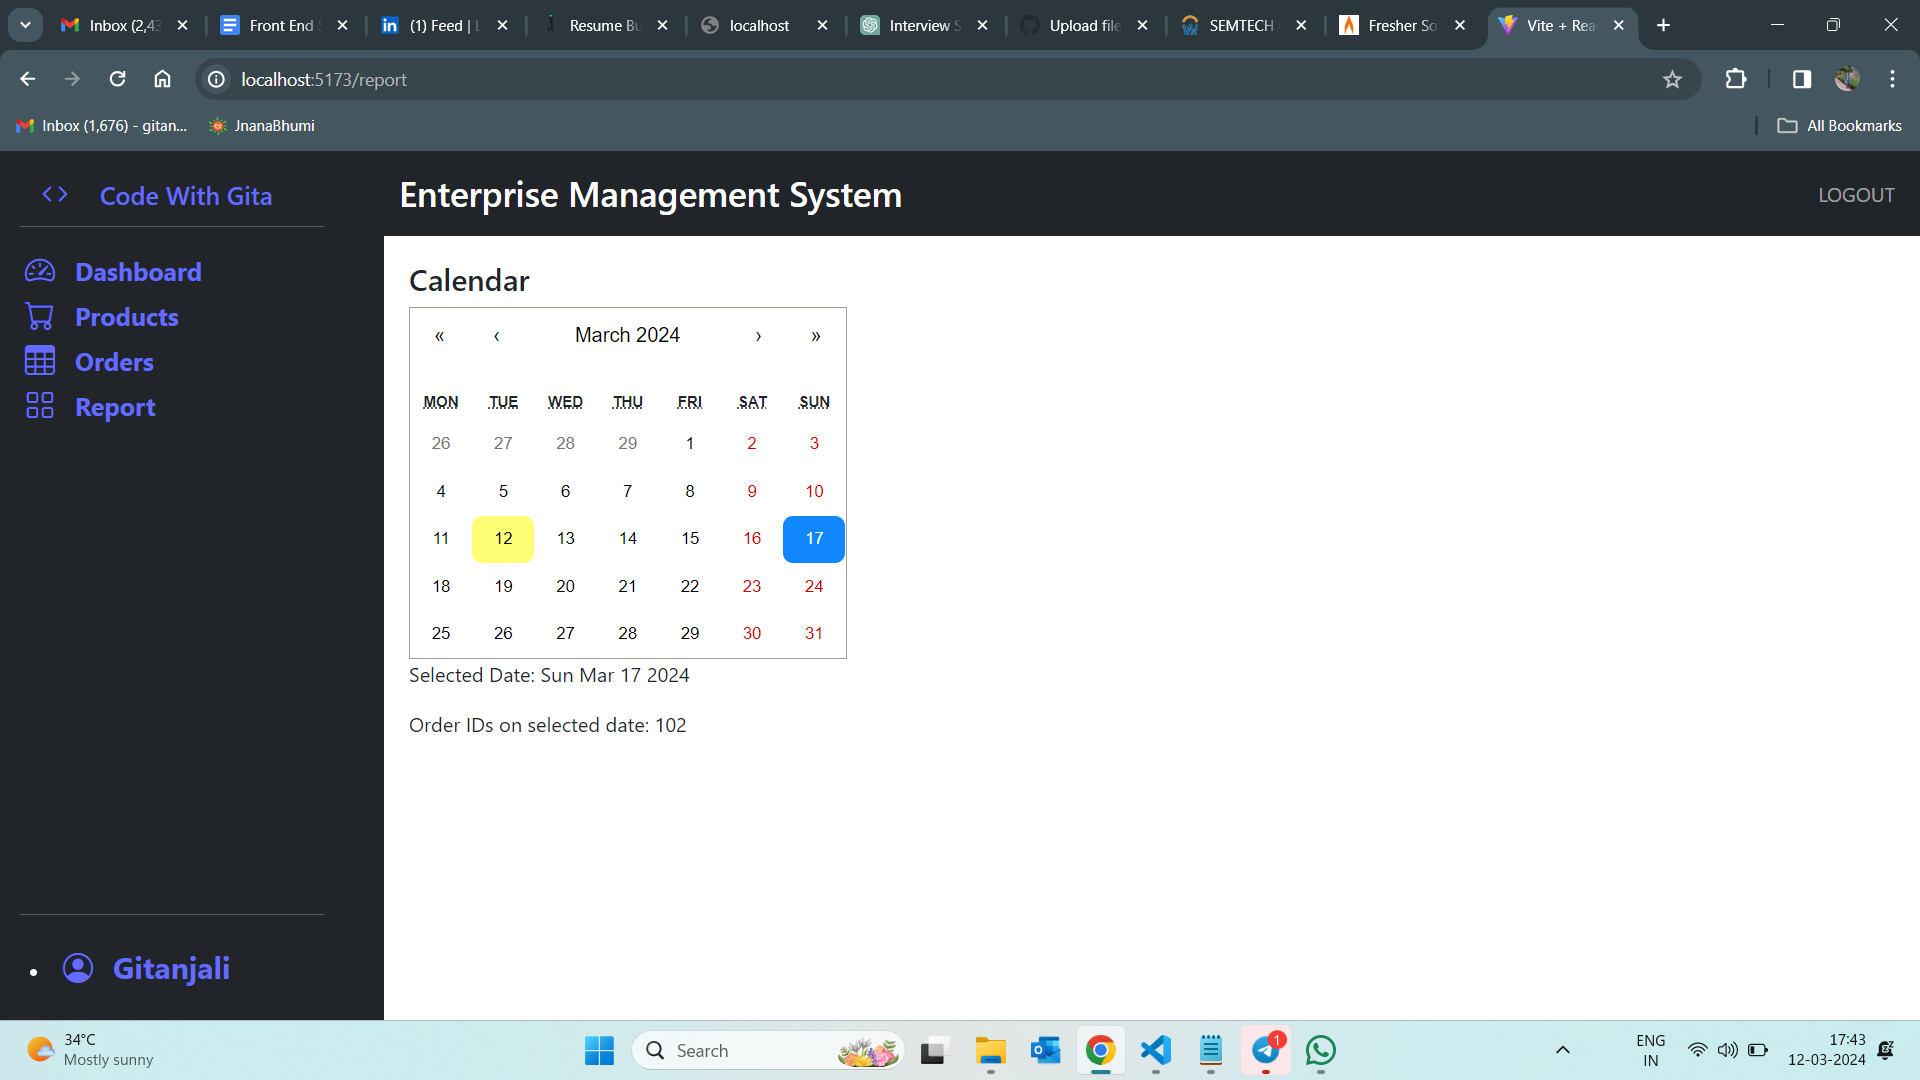 Inbox (2,43
Front End S
(1) Feed | L
Resume Bu
localhost
Interview S
Upload file
SEMTECH
Fresher So
Vite + Rea
localhost:5173/report
Inbox (1,676) - gitan...
JnanaBhumi
All Bookmarks
Code With Gita
Enterprise Management System
LOGOUT
Dashboard
Products
Orders
Report
Calendar
« ‹ March 2024 › »
MON TUE WED THU FRI SAT SUN
26 27 28 29 1 2 3
4 5 6 7 8 9 10
11 12 13 14 15 16 17
18 19 20 21 22 23 24
25 26 27 28 29 30 31
Selected Date: Sun Mar 17 2024
Order IDs on selected date: 102
Gitanjali
34°C
Mostly sunny
Search
1
ENG
IN
17:43
12-03-2024